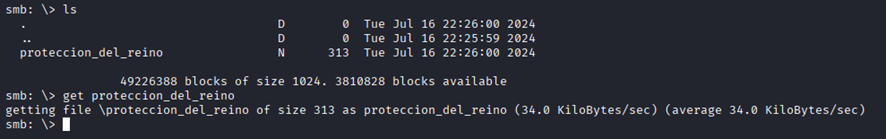 smb: \> ls
  .                                   D        0  Tue Jul 16 22:26:00 2024
  ..                                  D        0  Tue Jul 16 22:25:59 2024
  proteccion_del_reino                N      313  Tue Jul 16 22:26:00 2024
                49226388 blocks of size 1024. 3810828 blocks available
smb: \> get proteccion_del_reino
getting file \proteccion_del_reino of size 313 as proteccion_del_reino (34.0 KiloBytes/sec) (average 34.0 KiloBytes/sec)
smb: \>